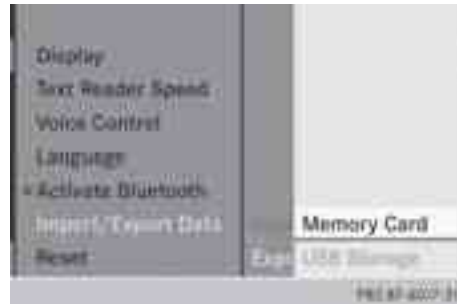 Display
Text Reader Speed
Voice Control
Language
Activate Bluetooth
Import/Export Data
Reset
Memory Card
USB Storage